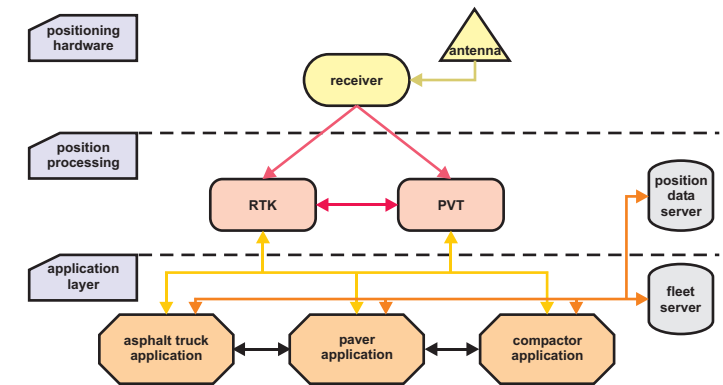 positioning
hardware
antenna
receiver
position
processing
RTK
PVT
position
data
server
application
layer
fleet
server
asphalt truck
application
paver
application
compactor
application